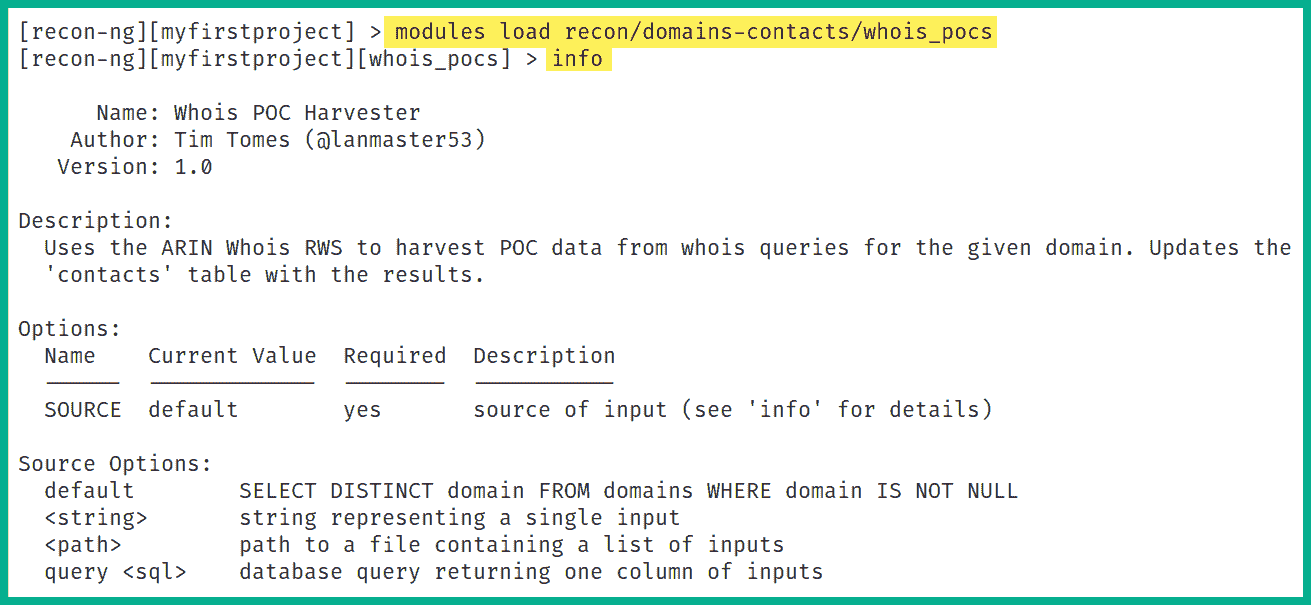 [recon-ng][myfirstproject] > modules load recon/domains-contacts/whois_pocs
[recon-ng][myfirstproject][whois_pocs] > info
Name: Whois POC Harvester
Author: Tim Tomes (@lanmaster53)
Version: 1.0
Description:
Uses the ARIN Whois RWS to harvest POC data from whois queries for the given domain. Updates the
'contacts' table with the results.
Options:
Name Current Value Required Description
SOURCE default yes source of input (see 'info' for details)
Source Options:
default SELECT DISTINCT domain FROM domains WHERE domain IS NOT NULL
<string> string representing a single input
<path> path to a file containing a list of inputs
query <sql> database query returning one column of inputs